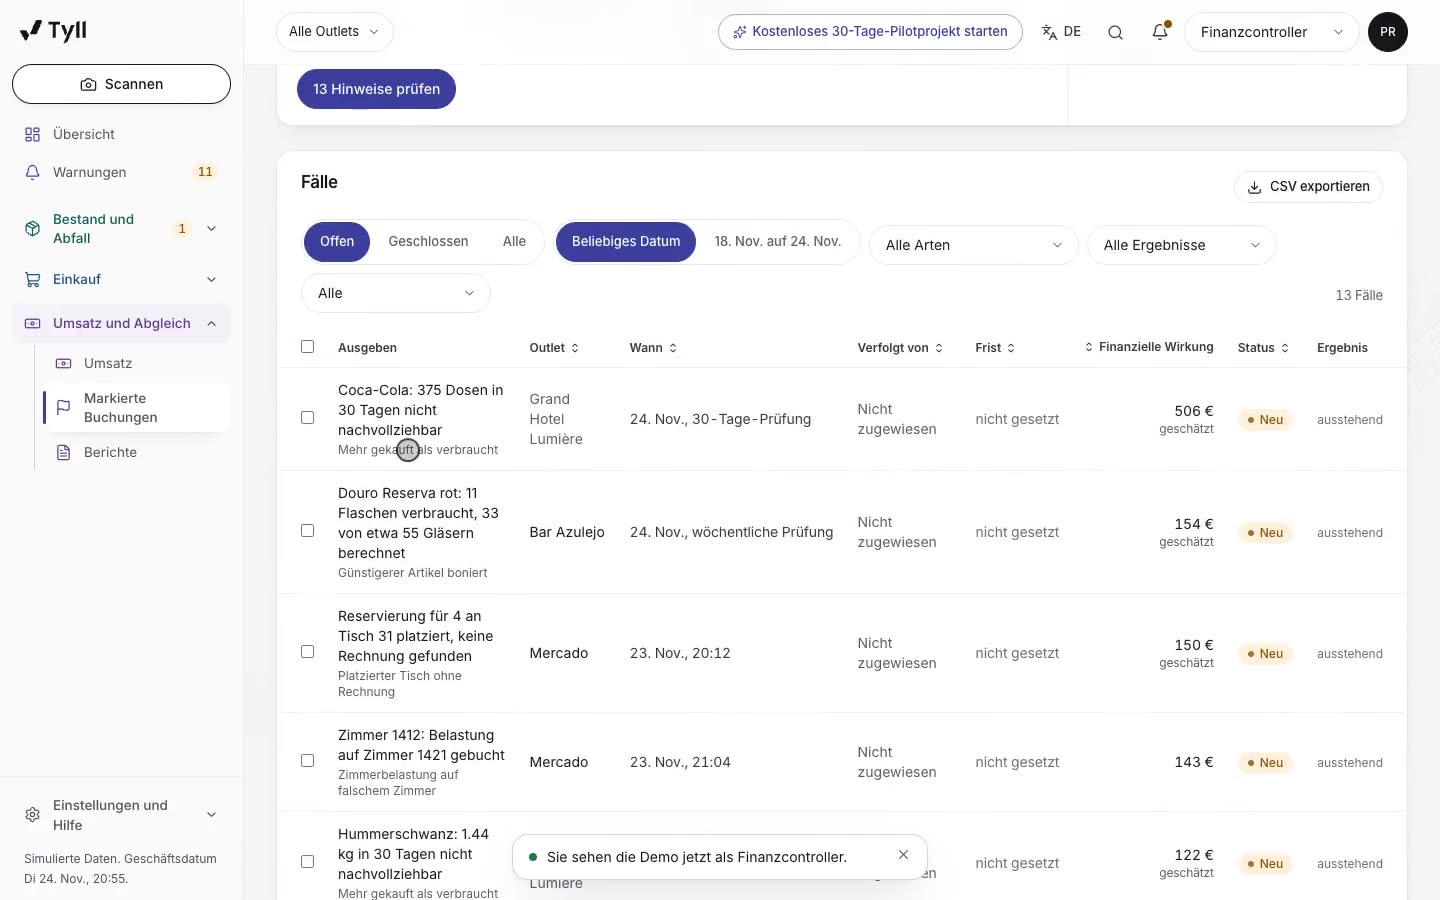 Tyll
Alle Outlets
Kostenloses 30-Tage-Pilotprojekt starten
DE
Finanzcontroller
PR
Scannen
Übersicht
Warnungen 11
Bestand und
Abfall
1
Einkauf
Umsatz und Abgleich
Umsatz
Markierte
Buchungen
Berichte
Einstellungen und
Hilfe
Simulierte Daten. Geschäftsdatum
Di 24. Nov., 20:55.
13 Hinweise prüfen
Fälle
CSV exportieren
Offen Geschlossen Alle
Beliebiges Datum 18. Nov. auf 24. Nov.
Alle Arten
Alle Ergebnisse
Alle
13 Fälle
Ausgeben Outlet Wann Verfolgt von Frist Finanzielle Wirkung Status Ergebnis
Coca-Cola: 375 Dosen in
30 Tagen nicht
nachvollziehbar
Mehr gekauft als verbraucht
Grand
Hotel
Lumière
24. Nov., 30-Tage-Prüfung
Nicht
zugewiesen
nicht gesetzt
506 €
geschätzt
Neu
ausstehend
Douro Reserva rot: 11
Flaschen verbraucht, 33
von etwa 55 Gläsern
berechnet
Günstigerer Artikel boniert
Bar Azulejo
24. Nov., wöchentliche Prüfung
Nicht
zugewiesen
nicht gesetzt
154 €
geschätzt
Neu
ausstehend
Reservierung für 4 an
Tisch 31 platziert, keine
Rechnung gefunden
Platzierter Tisch ohne
Rechnung
Mercado
23. Nov., 20:12
Nicht
zugewiesen
nicht gesetzt
150 €
geschätzt
Neu
ausstehend
Zimmer 1412: Belastung
auf Zimmer 1421 gebucht
Zimmerbelastung auf
falschem Zimmer
Mercado
23. Nov., 21:04
Nicht
zugewiesen
nicht gesetzt
143 €
Neu
ausstehend
Hummerschwanz: 1.44
kg in 30 Tagen nicht
nachvollziehbar
Mehr gekauft als verbraucht
Lumière
nicht gesetzt
122 €
geschätzt
Neu
ausstehend
Sie sehen die Demo jetzt als Finanzcontroller.